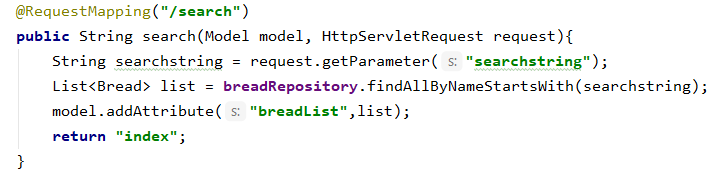 @RequestMapping("/search")
public String search(Model model, HttpServletRequest request){
String searchstring = request.getParameter( s: "searchstring");
List<Bread> list = breadRepository.findAllByNameStartsWith(searchstring);
model.addAttribute( s: "breadList",list);
return "index";
}